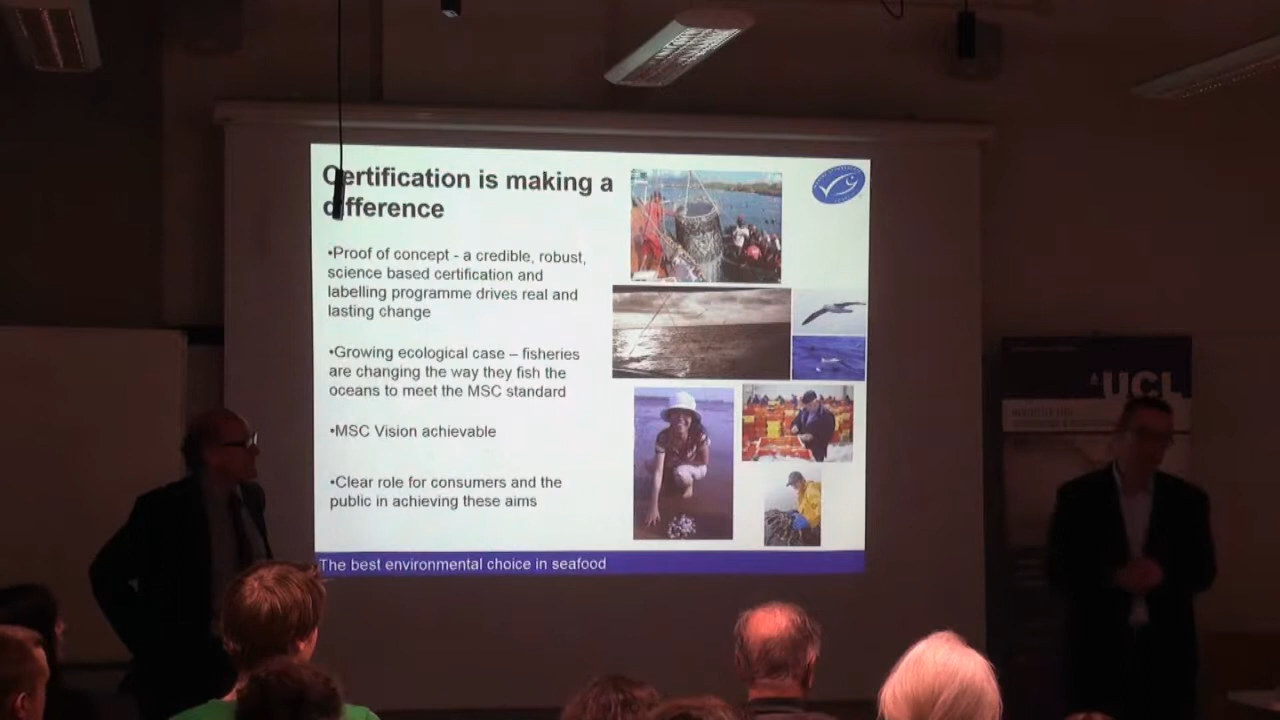 Certification is making a
difference
•Proof of concept - a credible, robust,
science based certification and
labelling programme drives real and
lasting change
•Growing ecological case – fisheries
are changing the way they fish the
oceans to meet the MSC standard
•MSC Vision achievable
•Clear role for consumers and the
public in achieving these aims
The best environmental choice in seafood
UCL